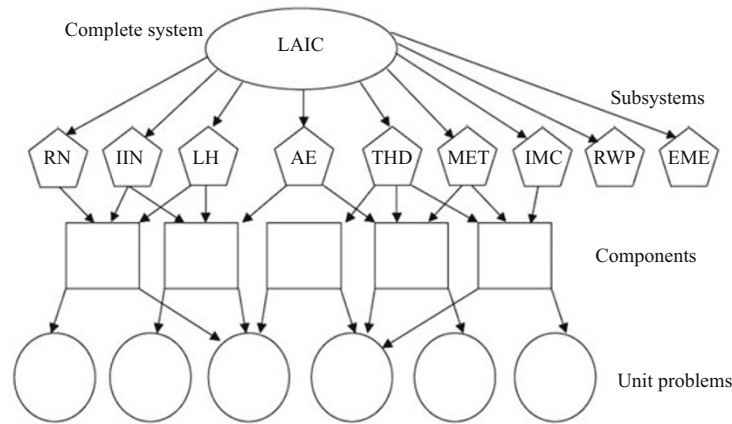 Complete system
LAIC
Subsystems
RN IIN LH AE THD MET IMC RWP EME
Components
Unit problems